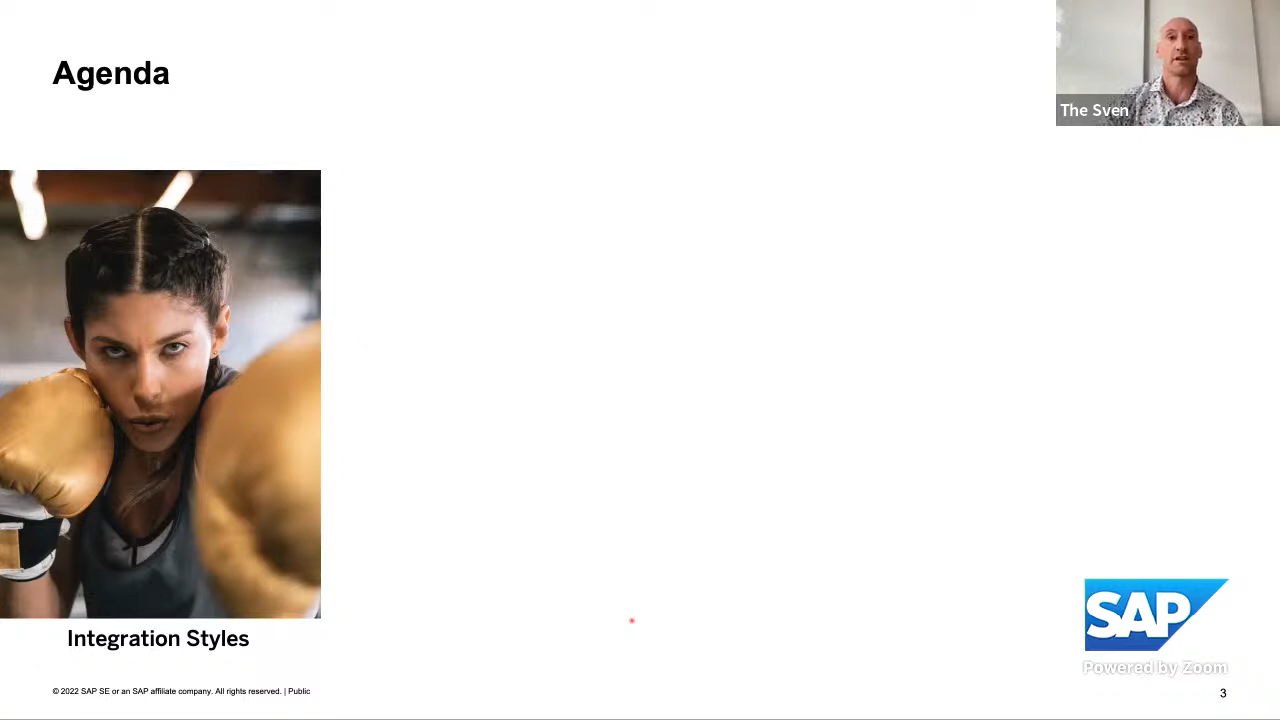 Agenda
The Sven
Integration Styles
SAP
Powered by Zoom
© 2022 SAP SE or an SAP affiliate company. All rights reserved. | Public
3